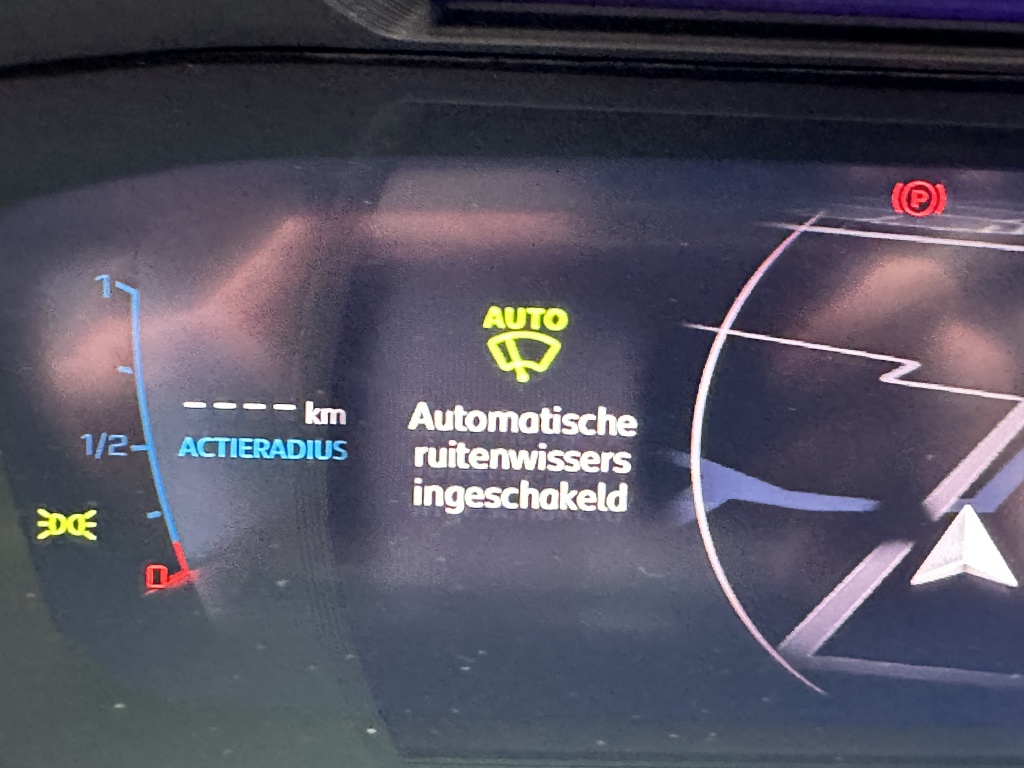 P
1
AUTO
---- km
ACTIERADIUS
1/2
Automatische
ruitenwissers
ingeschakeld
0